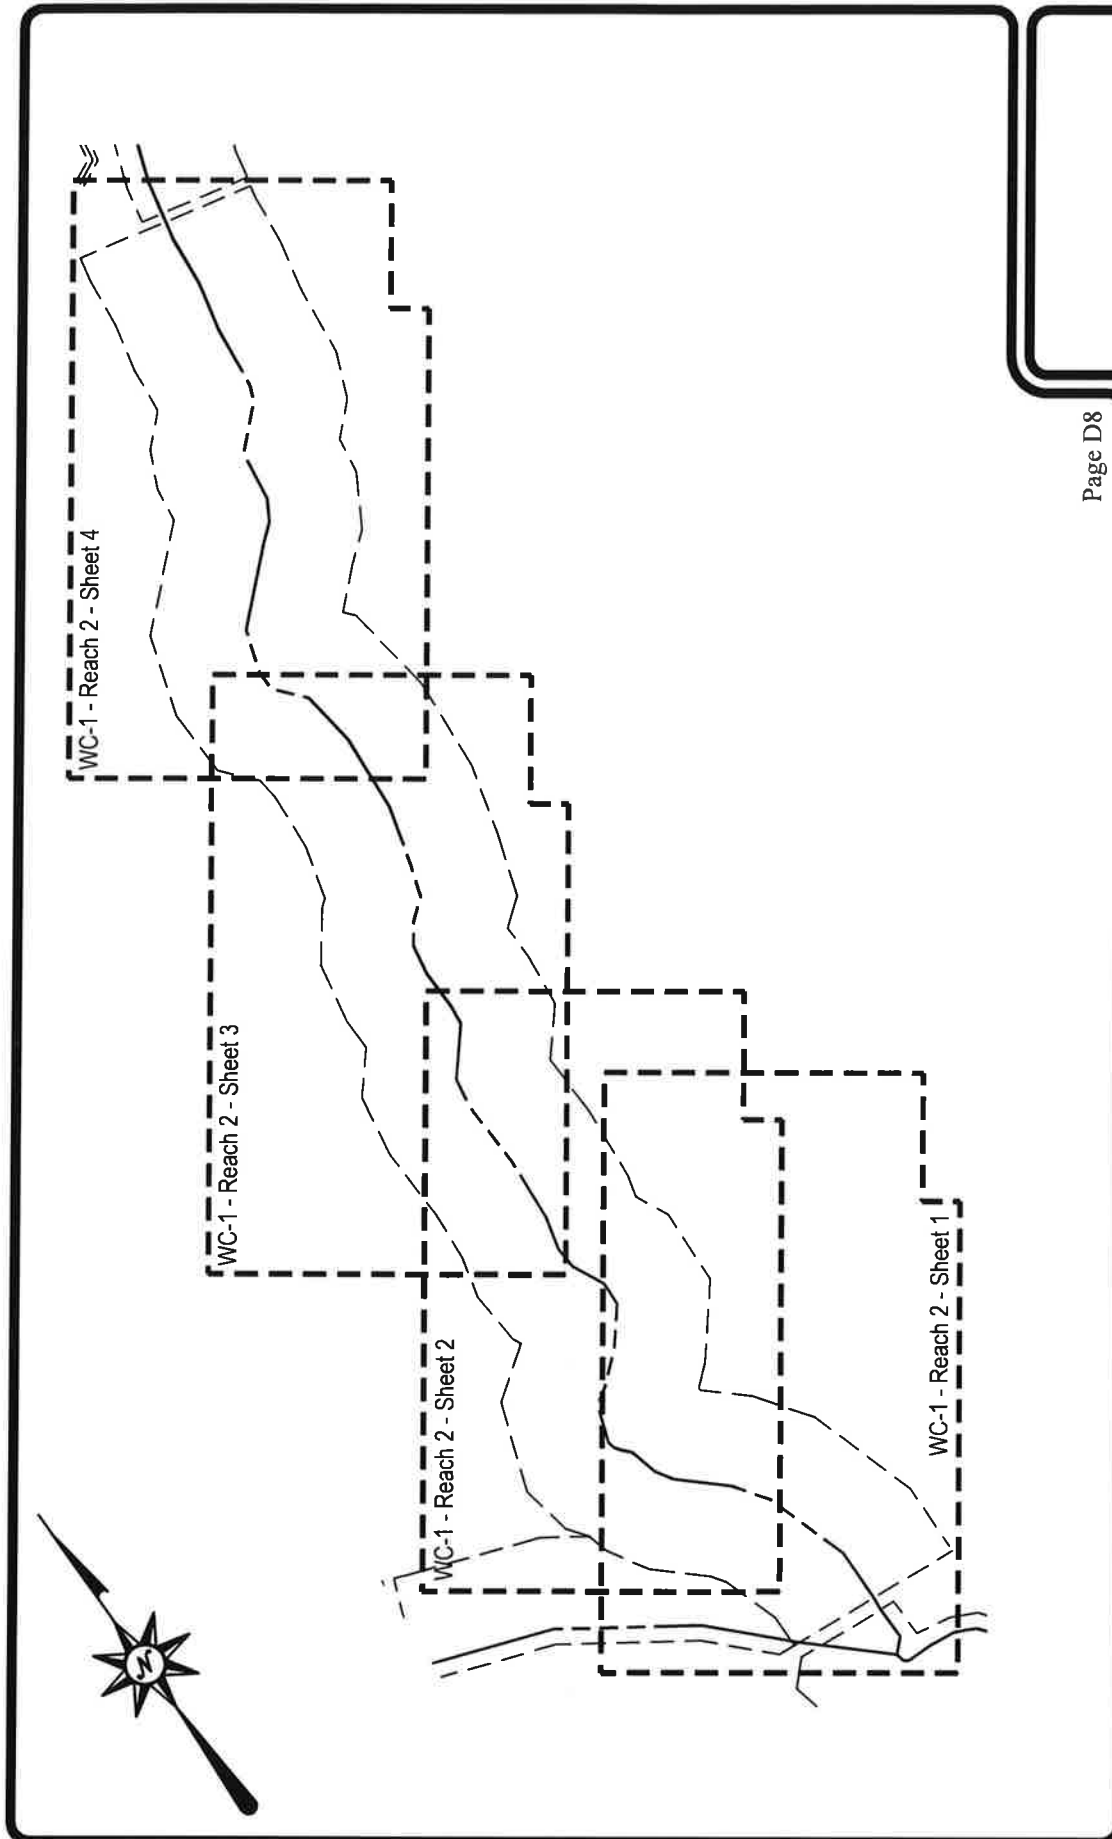 WC-1 - Reach 2 - Sheet 4
WC-1 - Reach 2 - Sheet 3
WC-1 - Reach 2 - Sheet 2
WC-1 - Reach 2 - Sheet 1
N
Page D8